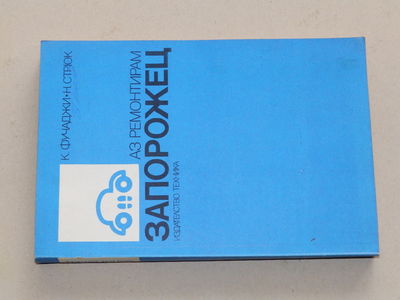 К. ФУЧАДЖИ • Н. СТРЮК
АЗ РЕМОНТИРАМ
ЗАПОРОЖЕЦ
ИЗДАТЕЛСТВО ТЕХНИКА